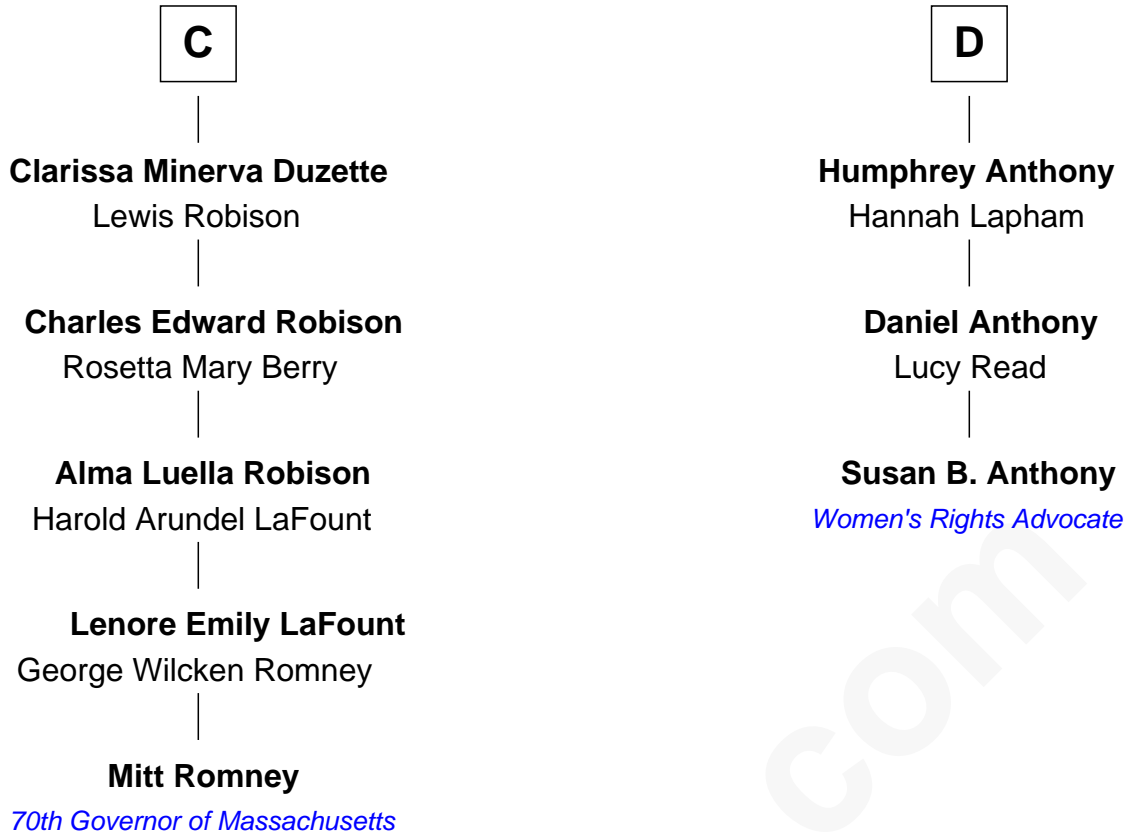 C
Clarissa Minerva Duzette
Lewis Robison
Charles Edward Robison
Rosetta Mary Berry
Alma Luella Robison
Harold Arundel LaFount
Lenore Emily LaFount
George Wilcken Romney
Mitt Romney
70th Governor of Massachusetts
D
Humphrey Anthony
Hannah Lapham
Daniel Anthony
Lucy Read
Susan B. Anthony
Women's Rights Advocate
com